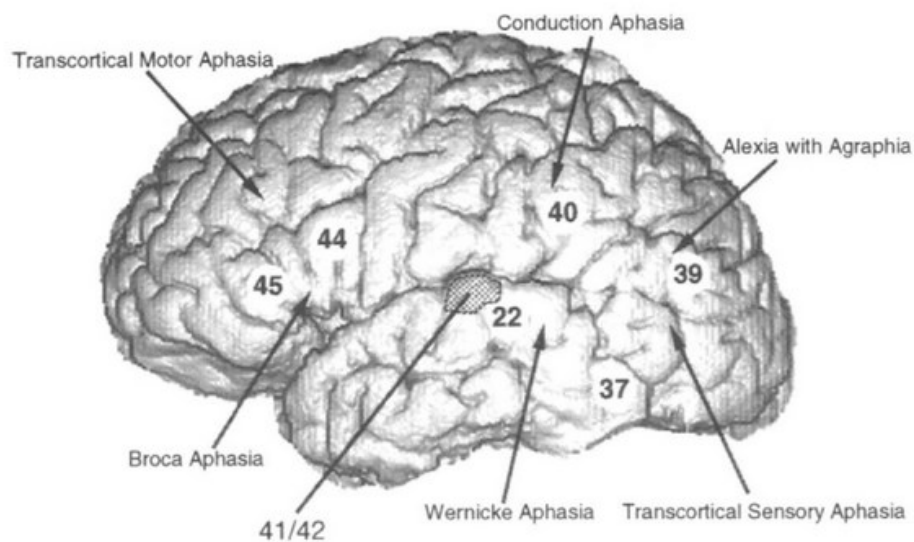 Conduction Aphasia
Transcortical Motor Aphasia
Alexia with Agraphia
40
44
39
45
22
37
Broca Aphasia
Wernicke Aphasia
Transcortical Sensory Aphasia
41/42